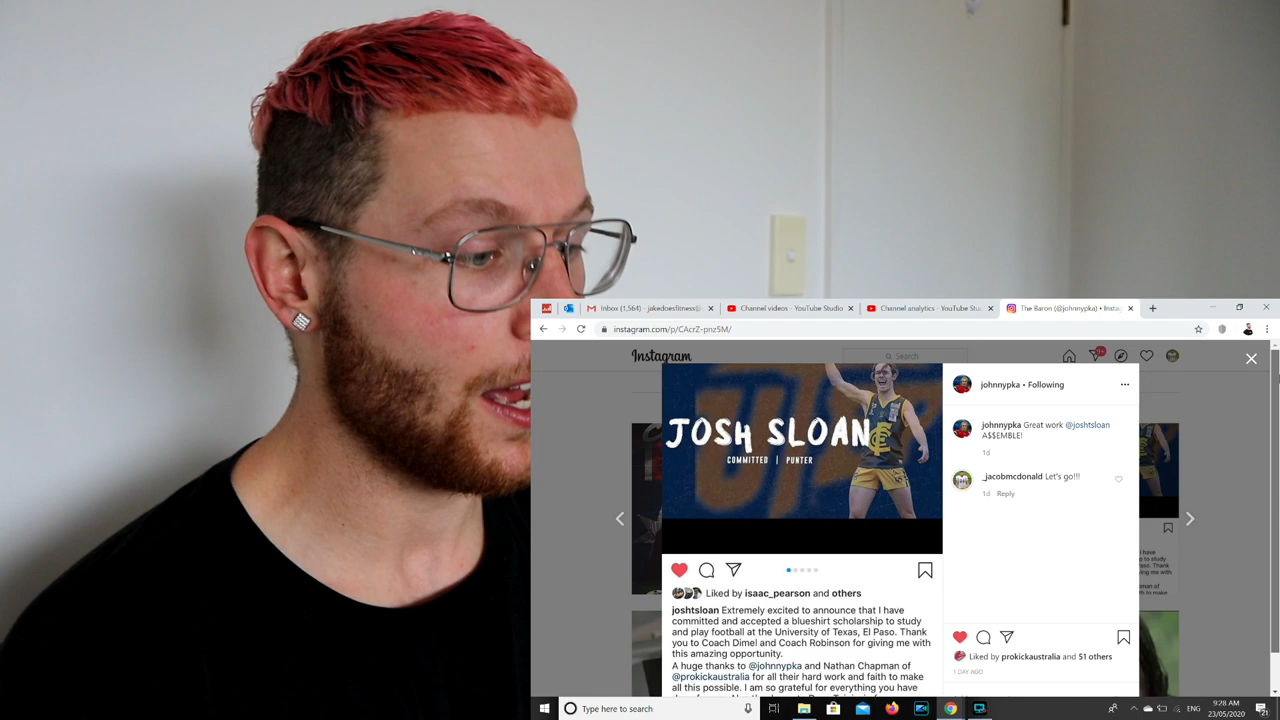 Inbox (1,564) - jakedoesfitness@
Channel videos - YouTube Studio
Channel analytics - YouTube Stu
The Baron (@johnnypka) • Insta
instagram.com/p/CAcrZ-pnz5M/
Instagram
Search
9+
JOSH SLOAN
COMMITTED | PUNTER
johnnypka • Following
johnnypka Great work @joshtsloan
A$$EMBLE!
1d
_jacobmcdonald Let's go!!!
1d Reply
Liked by isaac_pearson and others
joshtsloan Extremely excited to announce that I have
committed and accepted a blueshirt scholarship to study
and play football at the University of Texas, El Paso. Thank
you to Coach Dimel and Coach Robinson for giving me with
this amazing opportunity.
A huge thanks to @johnnypka and Nathan Chapman of
@prokickaustralia for all their hard work and faith to make
all this possible. I am so grateful for everything you have
Liked by prokickaustralia and 51 others
1 DAY AGO
Type here to search
ENG
9:28 AM
23/05/2020